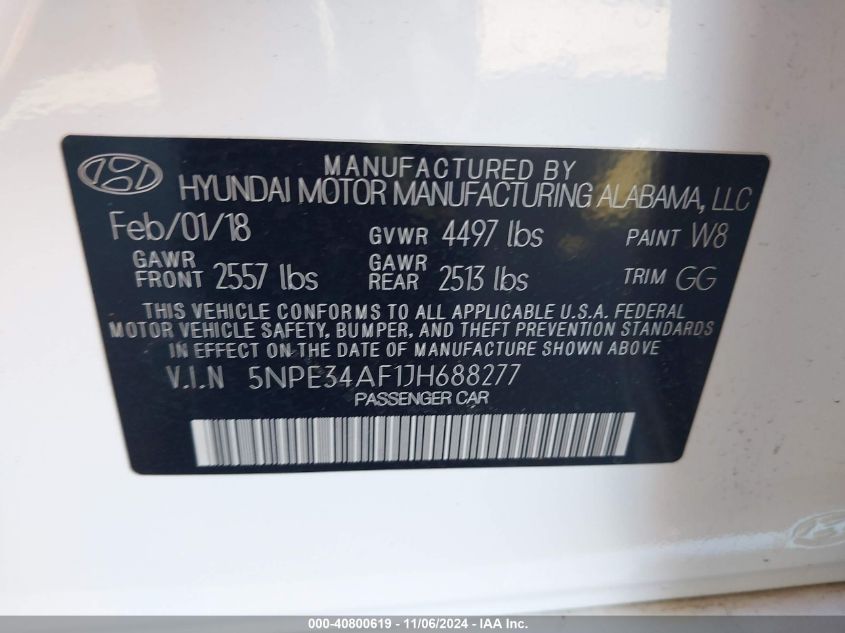 MANUFACTURED BY
HYUNDAI MOTOR MANUFACTURING ALABAMA, LLC
Feb/01/18 GVWR 4497 lbs PAINT W8
GAWR FRONT 2557 lbs GAWR REAR 2513 lbs TRIM GG
THIS VEHICLE CONFORMS TO ALL APPLICABLE U.S.A. FEDERAL
MOTOR VEHICLE SAFETY, BUMPER, AND THEFT PREVENTION STANDARDS
IN EFFECT ON THE DATE OF MANUFACTURE SHOWN ABOVE
V.I.N 5NPE34AF1JH688277
PASSENGER CAR
000-40800619 - 11/06/2024 - IAA Inc.